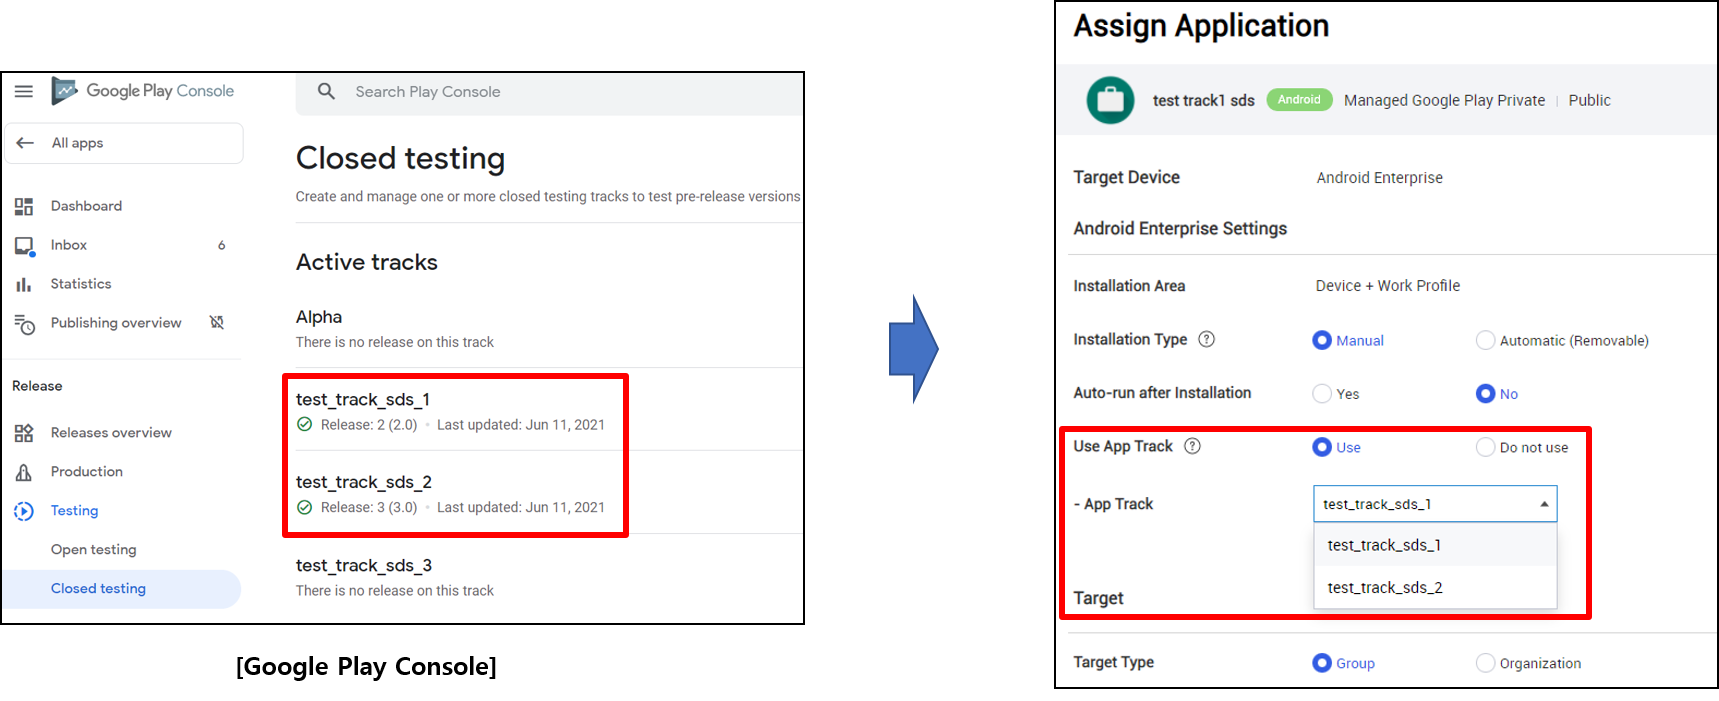 Google Play Console
Search Play Console
All apps
Dashboard
Inbox 6
Statistics
Publishing overview
Release
Releases overview
Production
Testing
Open testing
Closed testing
Closed testing
Create and manage one or more closed testing tracks to test pre-release versions
Active tracks
Alpha
There is no release on this track
test_track_sds_1
Release: 2 (2.0) • Last updated: Jun 11, 2021
test_track_sds_2
Release: 3 (3.0) • Last updated: Jun 11, 2021
test_track_sds_3
There is no release on this track
[Google Play Console]
Assign Application
test track1 sds Android Managed Google Play Private | Public
Target Device Android Enterprise
Android Enterprise Settings
Installation Area Device + Work Profile
Installation Type ? Manual Automatic (Removable)
Auto-run after Installation Yes No
Use App Track ? Use Do not use
- App Track test_track_sds_1
test_track_sds_1
test_track_sds_2
Target
Target Type Group Organization